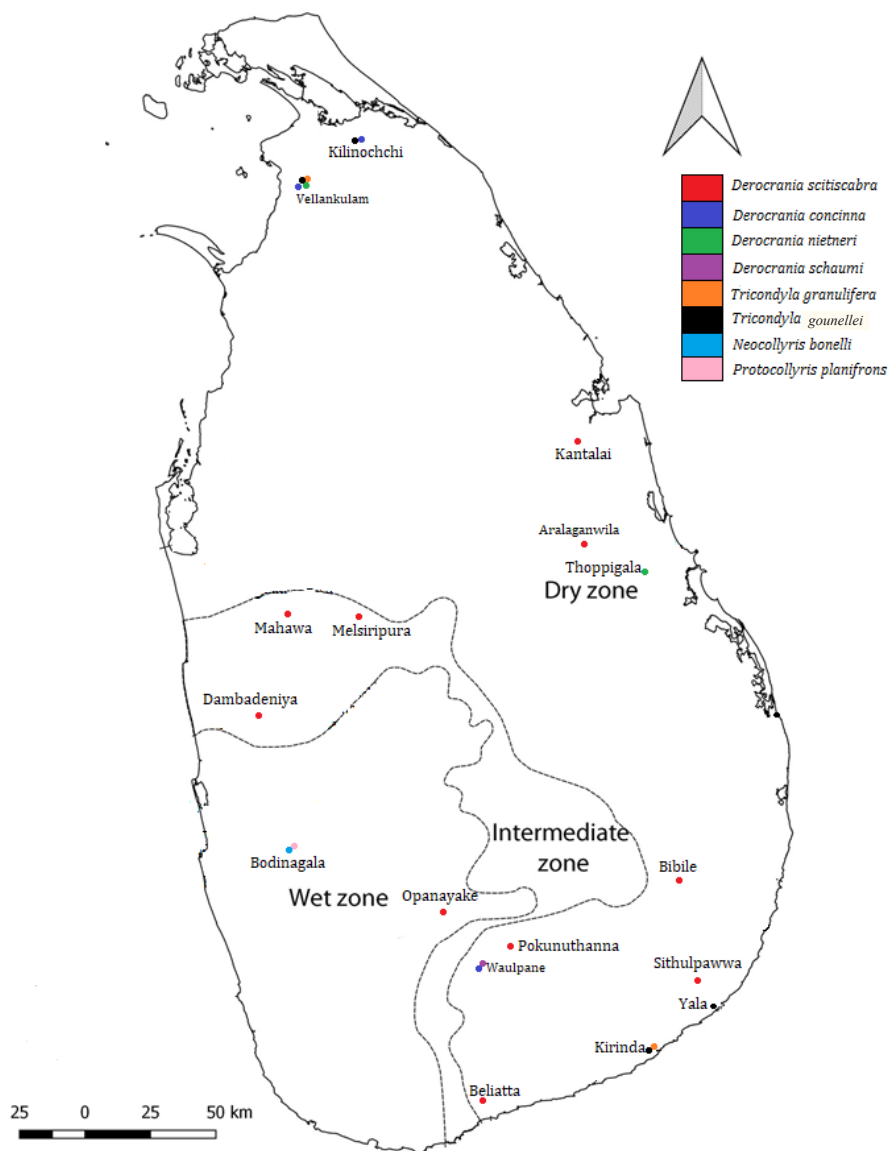 Kilinochchi
Vellankulam
Derocrania scitiscabra
Derocrania concinna
Derocrania nietneri
Derocrania schaumi
Tricondyla granulifera
Tricondyla gounellei
Neocollyris bonelli
Protocollyris planifrons
Kantalai
Aralaganwila
Thoppigala
Dry zone
Mahawa
Melsiripura
Dambadeniya
Intermediate
zone
Bodinagala
Bibile
Wet zone
Opanayake
Pokunuthanna
Waulpane
Sithulpawwa
Yala
Kirinda
Beliatta
25 0 25 50 km